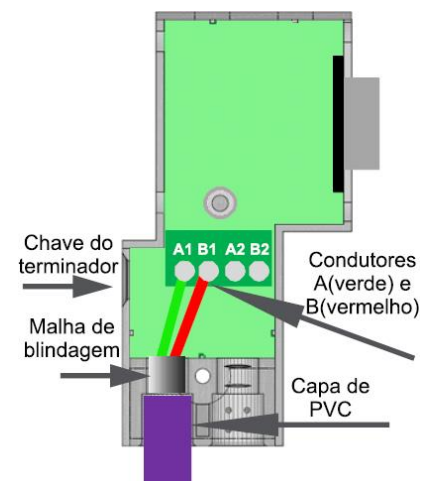 A1 B1 A2 B2
Chave do
terminador
Condutores
A(verde) e
B(vermelho)
Malha de
blindagem
Capa de
PVC